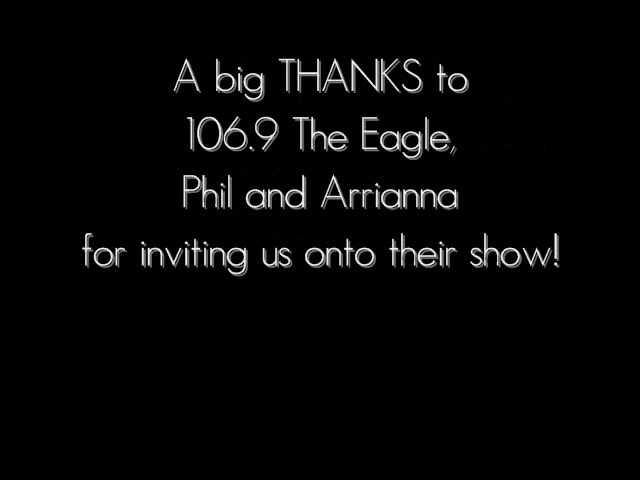 A big THANKS to
106.9 The Eagle,
Phil and Arrianna
for inviting us onto their show!